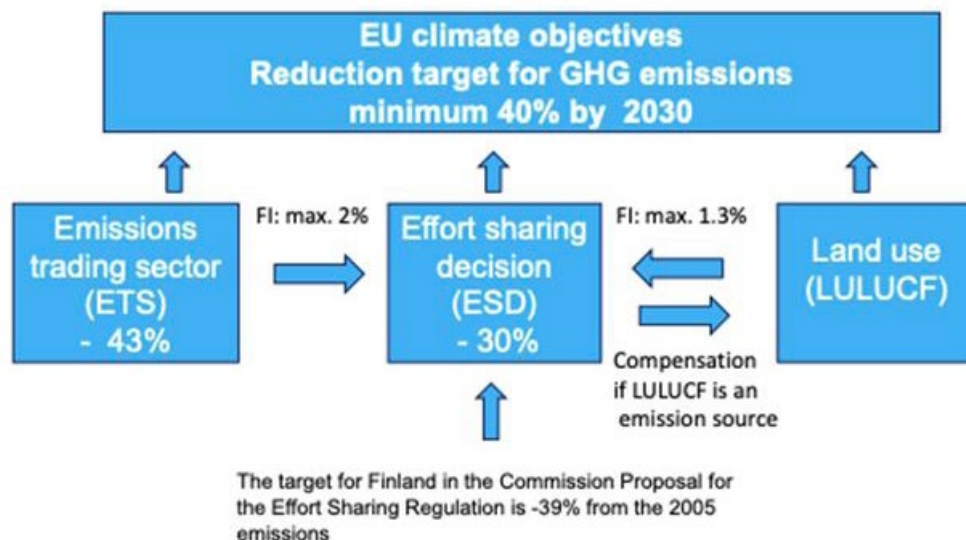 EU climate objectives
Reduction target for GHG emissions
minimum 40% by 2030
Emissions
trading sector
(ETS)
- 43%
FI: max. 2%
Effort sharing
decision
(ESD)
- 30%
FI: max. 1.3%
Compensation
if LULUCF is an
emission source
Land use
(LULUCF)
The target for Finland in the Commission Proposal for
the Effort Sharing Regulation is -39% from the 2005
emissions